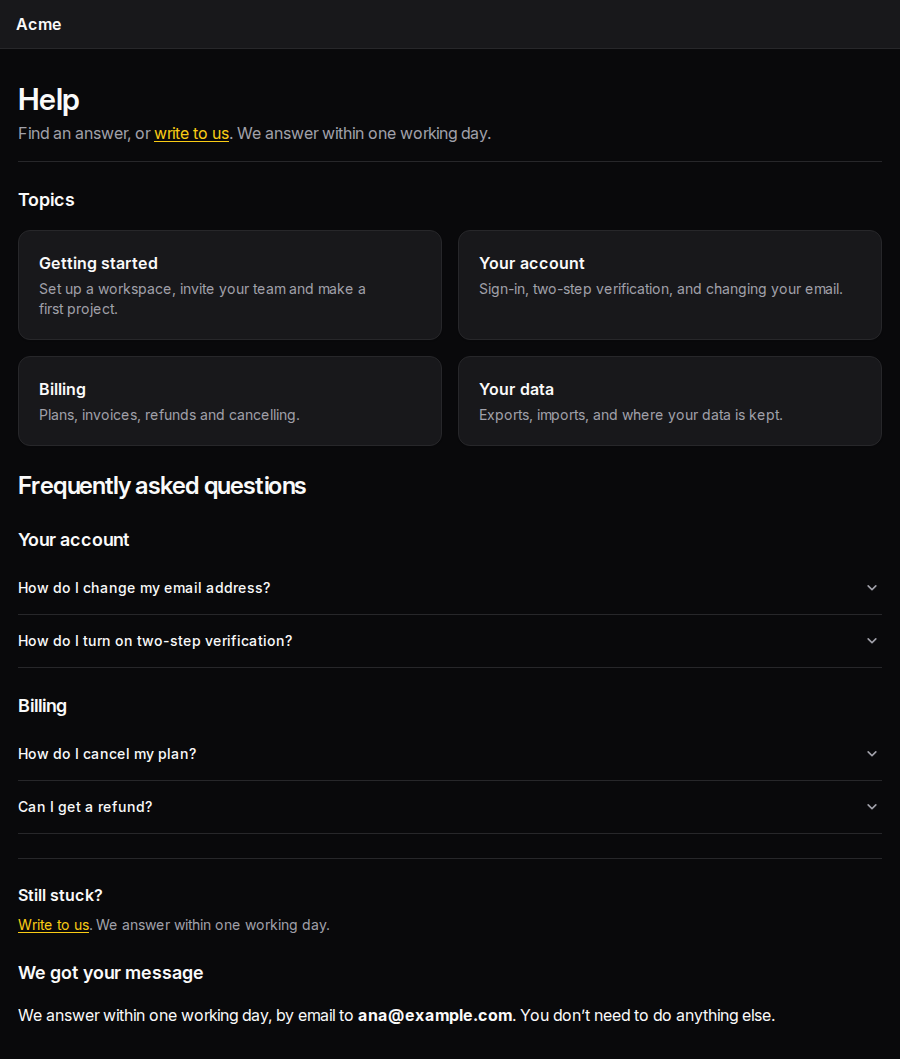 Acme
Help
Find an answer, or write to us. We answer within one working day.
Topics
Getting started
Set up a workspace, invite your team and make a
first project.
Your account
Sign-in, two-step verification, and changing your email.
Billing
Plans, invoices, refunds and cancelling.
Your data
Exports, imports, and where your data is kept.
Frequently asked questions
Your account
How do I change my email address?
How do I turn on two-step verification?
Billing
How do I cancel my plan?
Can I get a refund?
Still stuck?
Write to us. We answer within one working day.
We got your message
We answer within one working day, by email to ana@example.com. You don’t need to do anything else.